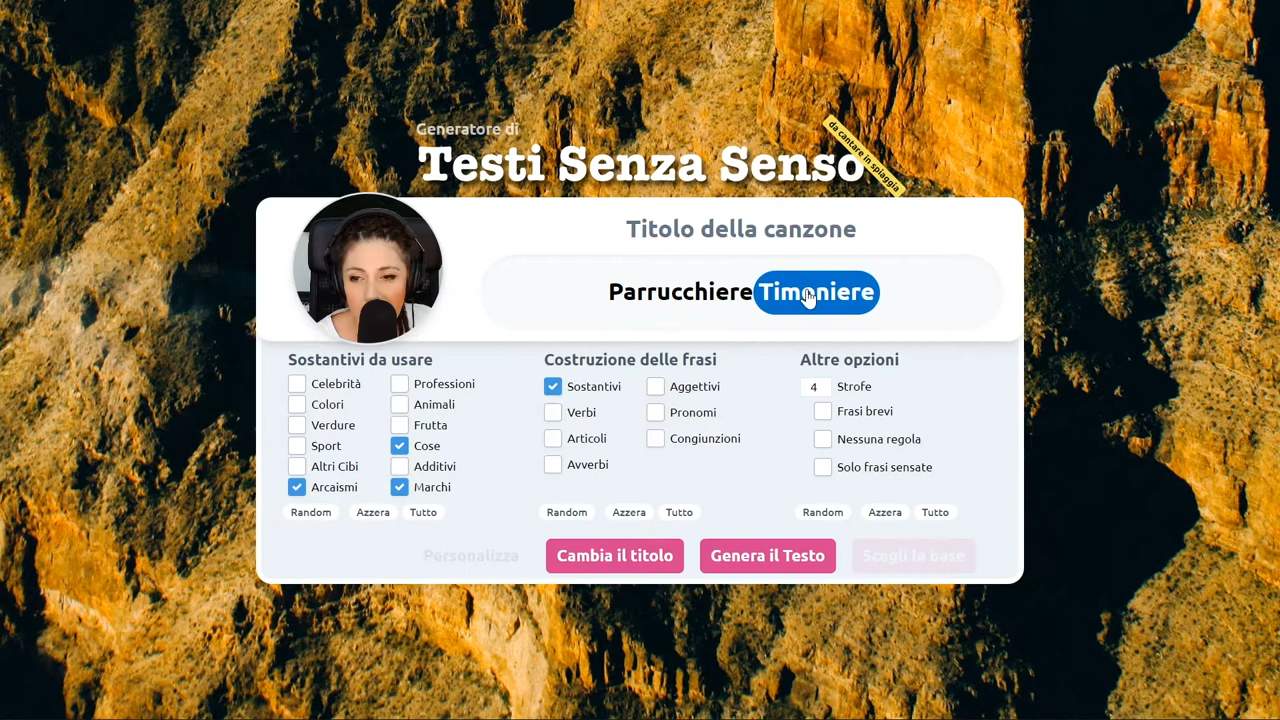 Generatore di
Testi Senza Senso
da cantare in spiaggia
Titolo della canzone
Parrucchiere Timoniere
Sostantivi da usare
Celebrità
Professioni
Colori
Animali
Verdure
Frutta
Sport
Cose
Altri Cibi
Additivi
Arcaismi
Marchi
Random
Azzera
Tutto
Costruzione delle frasi
Sostantivi
Aggettivi
Verbi
Pronomi
Articoli
Congiunzioni
Avverbi
Random
Azzera
Tutto
Altre opzioni
4 Strofe
Frasi brevi
Nessuna regola
Solo frasi sensate
Random
Azzera
Tutto
Personalizza
Cambia il titolo
Genera il Testo
Scegli la base